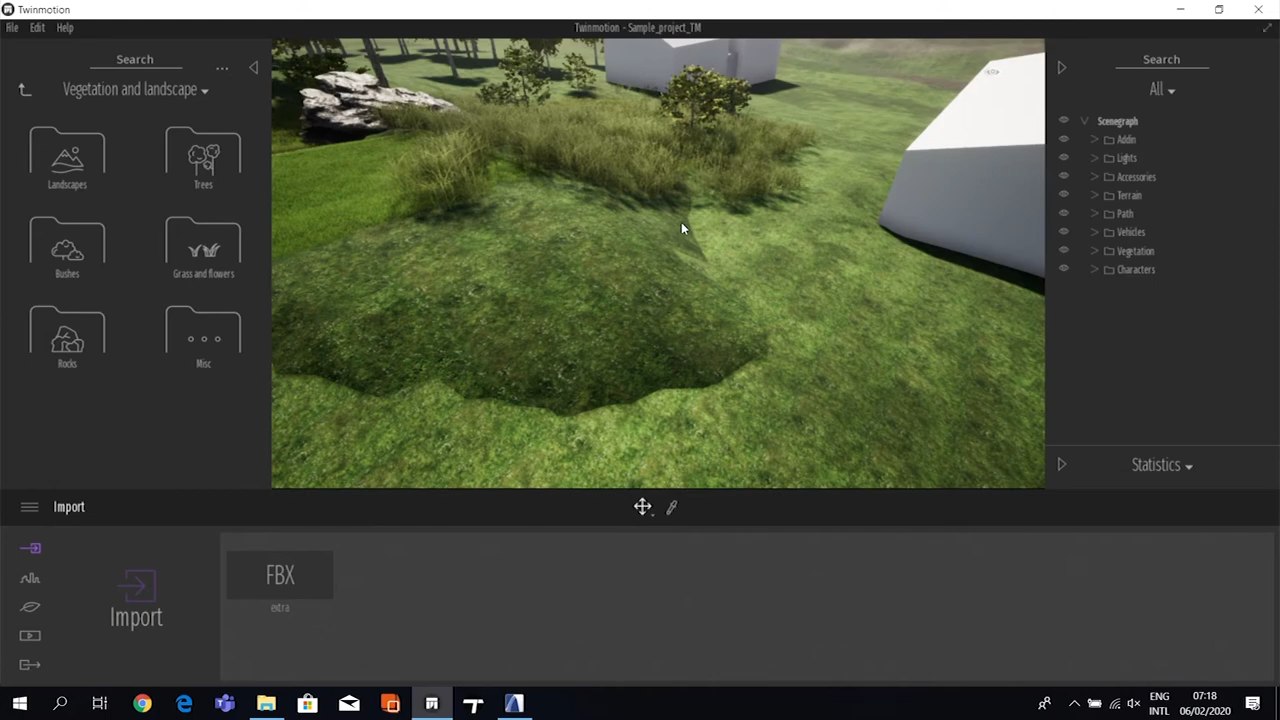 Twinmotion
File Edit Help
Twinmotion - Sample_project_TM
Search
...
Vegetation and landscape
Landscapes
Trees
Bushes
Grass and flowers
Rocks
Misc
Search
All
Scenegraph
Addin
Lights
Accessories
Terrain
Path
Vehicles
Vegetation
Characters
Statistics
Import
Import
FBX
extra
ENG
INTL
07:18
06/02/2020